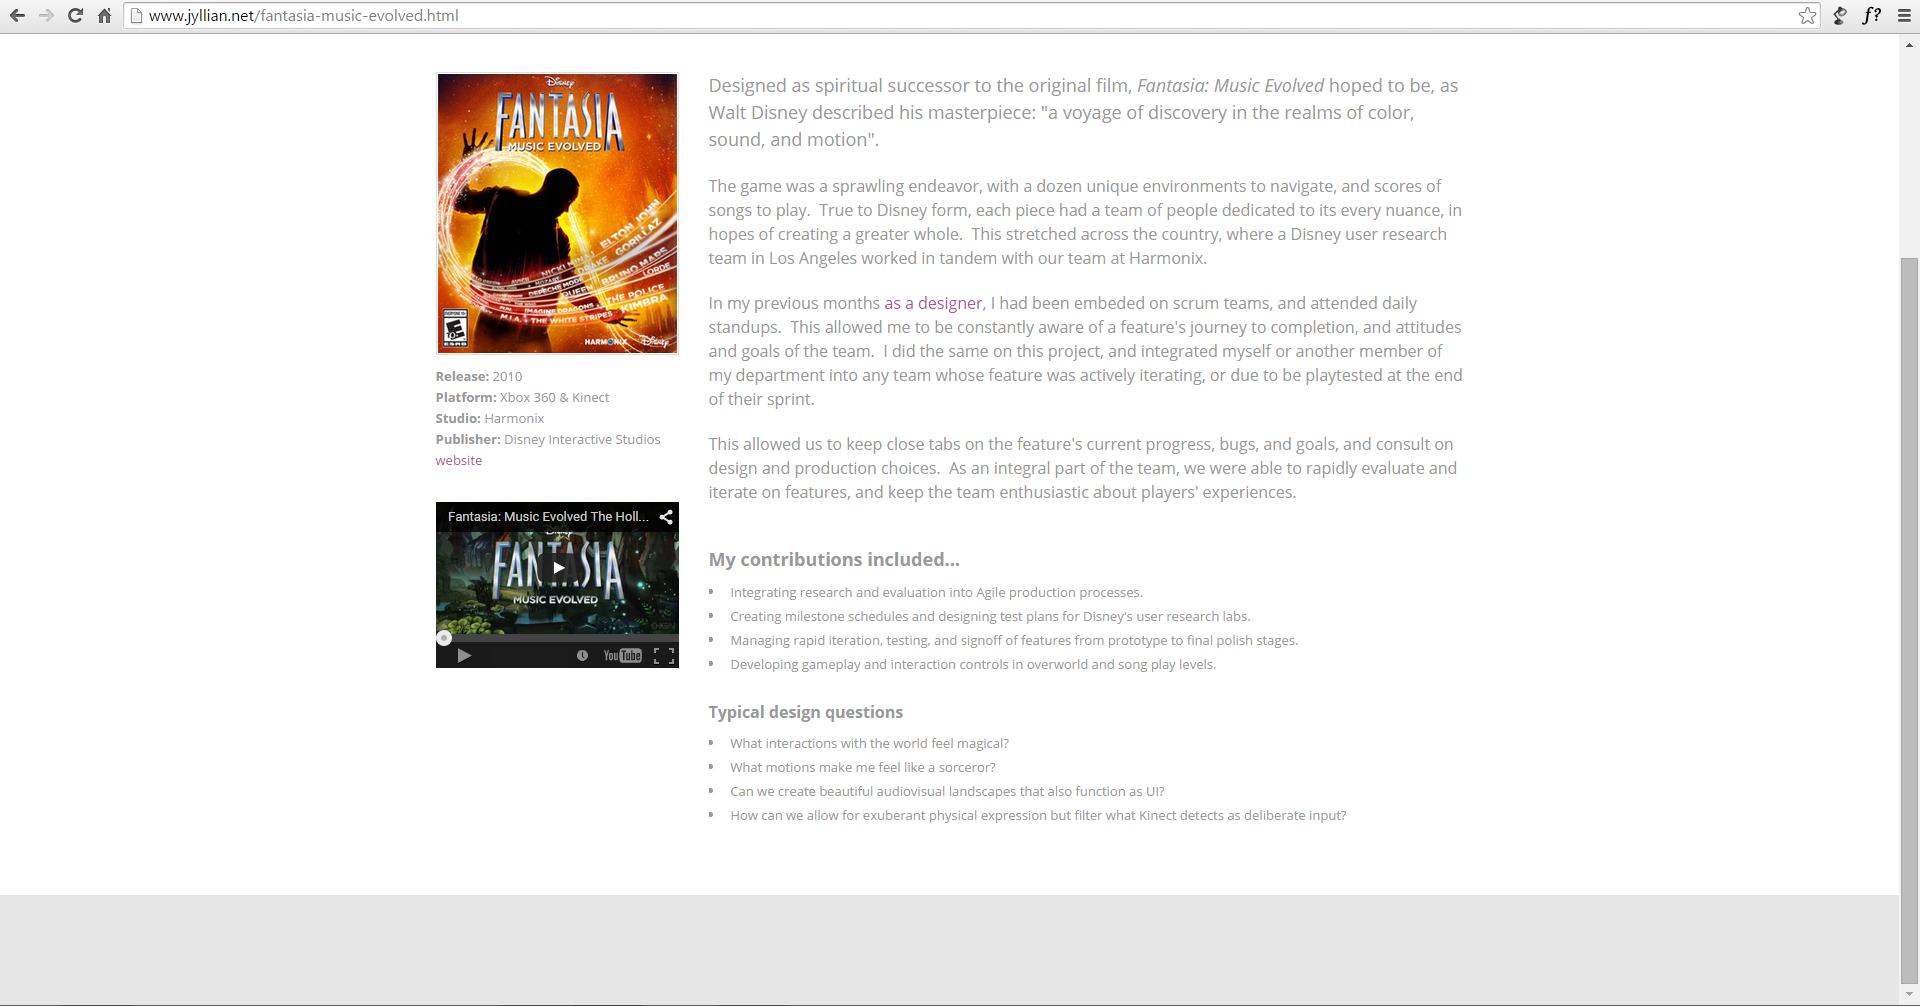 www.jyllian.net/fantasia-music-evolved.html
f?
Disney
FANTASIA
MUSIC EVOLVED
ELTON JOHN
GORILLAZ
NICKI MINAJ
DRAKE
BRUNO MARS
AVICII
MOZART
LORDE
DEPECHE MODE
QUEEN
THE POLICE
FUN.
IMAGINE DRAGONS
KIMBRA
M.I.A.
THE WHITE STRIPES
EVERYONE 10+
E
ESRB
HARMONIX
Disney
Release: 2010
Platform: Xbox 360 & Kinect
Studio: Harmonix
Publisher: Disney Interactive Studios
website
Fantasia: Music Evolved The Holl...
Disney
FANTASIA
MUSIC EVOLVED
YouTube
Designed as spiritual successor to the original film, Fantasia: Music Evolved hoped to be, as
Walt Disney described his masterpiece: "a voyage of discovery in the realms of color,
sound, and motion".
The game was a sprawling endeavor, with a dozen unique environments to navigate, and scores of
songs to play.  True to Disney form, each piece had a team of people dedicated to its every nuance, in
hopes of creating a greater whole.  This stretched across the country, where a Disney user research
team in Los Angeles worked in tandem with our team at Harmonix.
In my previous months as a designer, I had been embeded on scrum teams, and attended daily
standups.  This allowed me to be constantly aware of a feature's journey to completion, and attitudes
and goals of the team.  I did the same on this project, and integrated myself or another member of
my department into any team whose feature was actively iterating, or due to be playtested at the end
of their sprint.
This allowed us to keep close tabs on the feature's current progress, bugs, and goals, and consult on
design and production choices.  As an integral part of the team, we were able to rapidly evaluate and
iterate on features, and keep the team enthusiastic about players' experiences.
My contributions included...
Integrating research and evaluation into Agile production processes.
Creating milestone schedules and designing test plans for Disney's user research labs.
Managing rapid iteration, testing, and signoff of features from prototype to final polish stages.
Developing gameplay and interaction controls in overworld and song play levels.
Typical design questions
What interactions with the world feel magical?
What motions make me feel like a sorceror?
Can we create beautiful audiovisual landscapes that also function as UI?
How can we allow for exuberant physical expression but filter what Kinect detects as deliberate input?